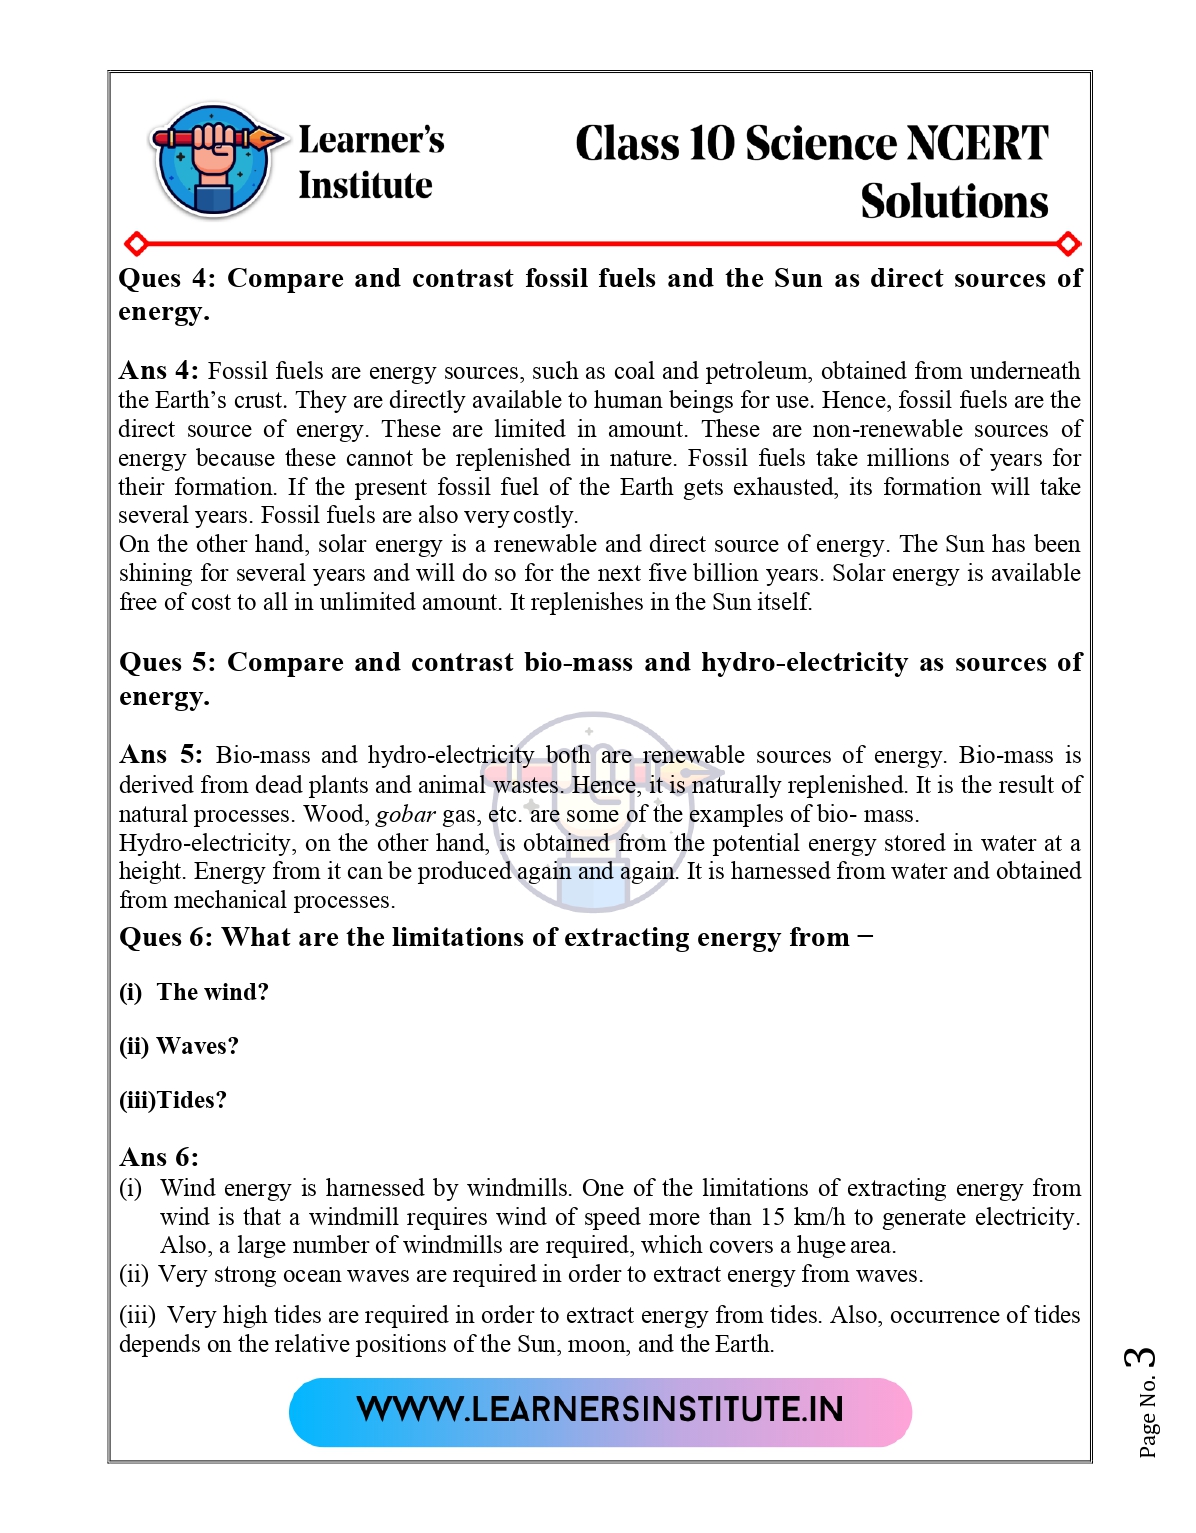 Learner's
Institute
Class 10 Science NCERT
Solutions
Ques 4: Compare and contrast fossil fuels and the Sun as direct sources of
energy.
Ans 4: Fossil fuels are energy sources, such as coal and petroleum, obtained from underneath
the Earth’s crust. They are directly available to human beings for use. Hence, fossil fuels are the
direct source of energy. These are limited in amount. These are non-renewable sources of
energy because these cannot be replenished in nature. Fossil fuels take millions of years for
their formation. If the present fossil fuel of the Earth gets exhausted, its formation will take
several years. Fossil fuels are also very costly.
On the other hand, solar energy is a renewable and direct source of energy. The Sun has been
shining for several years and will do so for the next five billion years. Solar energy is available
free of cost to all in unlimited amount. It replenishes in the Sun itself.
Ques 5: Compare and contrast bio-mass and hydro-electricity as sources of
energy.
Ans 5: Bio-mass and hydro-electricity both are renewable sources of energy. Bio-mass is
derived from dead plants and animal wastes. Hence, it is naturally replenished. It is the result of
natural processes. Wood, gobar gas, etc. are some of the examples of bio- mass.
Hydro-electricity, on the other hand, is obtained from the potential energy stored in water at a
height. Energy from it can be produced again and again. It is harnessed from water and obtained
from mechanical processes.
Ques 6: What are the limitations of extracting energy from −
(i) The wind?
(ii) Waves?
(iii)Tides?
Ans 6:
(i) Wind energy is harnessed by windmills. One of the limitations of extracting energy from
wind is that a windmill requires wind of speed more than 15 km/h to generate electricity.
Also, a large number of windmills are required, which covers a huge area.
(ii) Very strong ocean waves are required in order to extract energy from waves.
(iii) Very high tides are required in order to extract energy from tides. Also, occurrence of tides
depends on the relative positions of the Sun, moon, and the Earth.
WWW.LEARNERSINSTITUTE.IN
Page No. 3